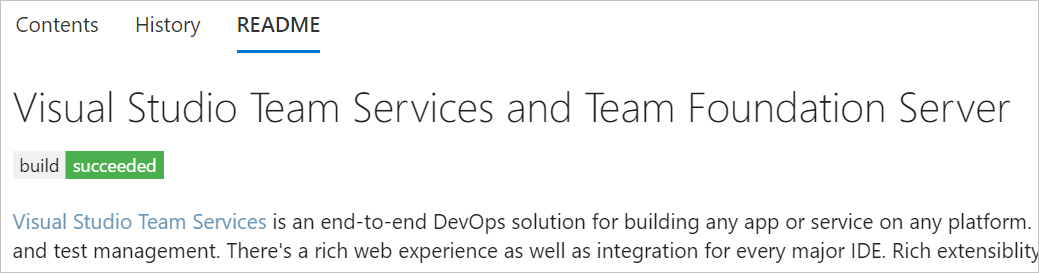 Contents History README
Visual Studio Team Services and Team Foundation Server
build succeeded
Visual Studio Team Services is an end-to-end DevOps solution for building any app or service on any platform.
and test management. There's a rich web experience as well as integration for every major IDE. Rich extensiblity